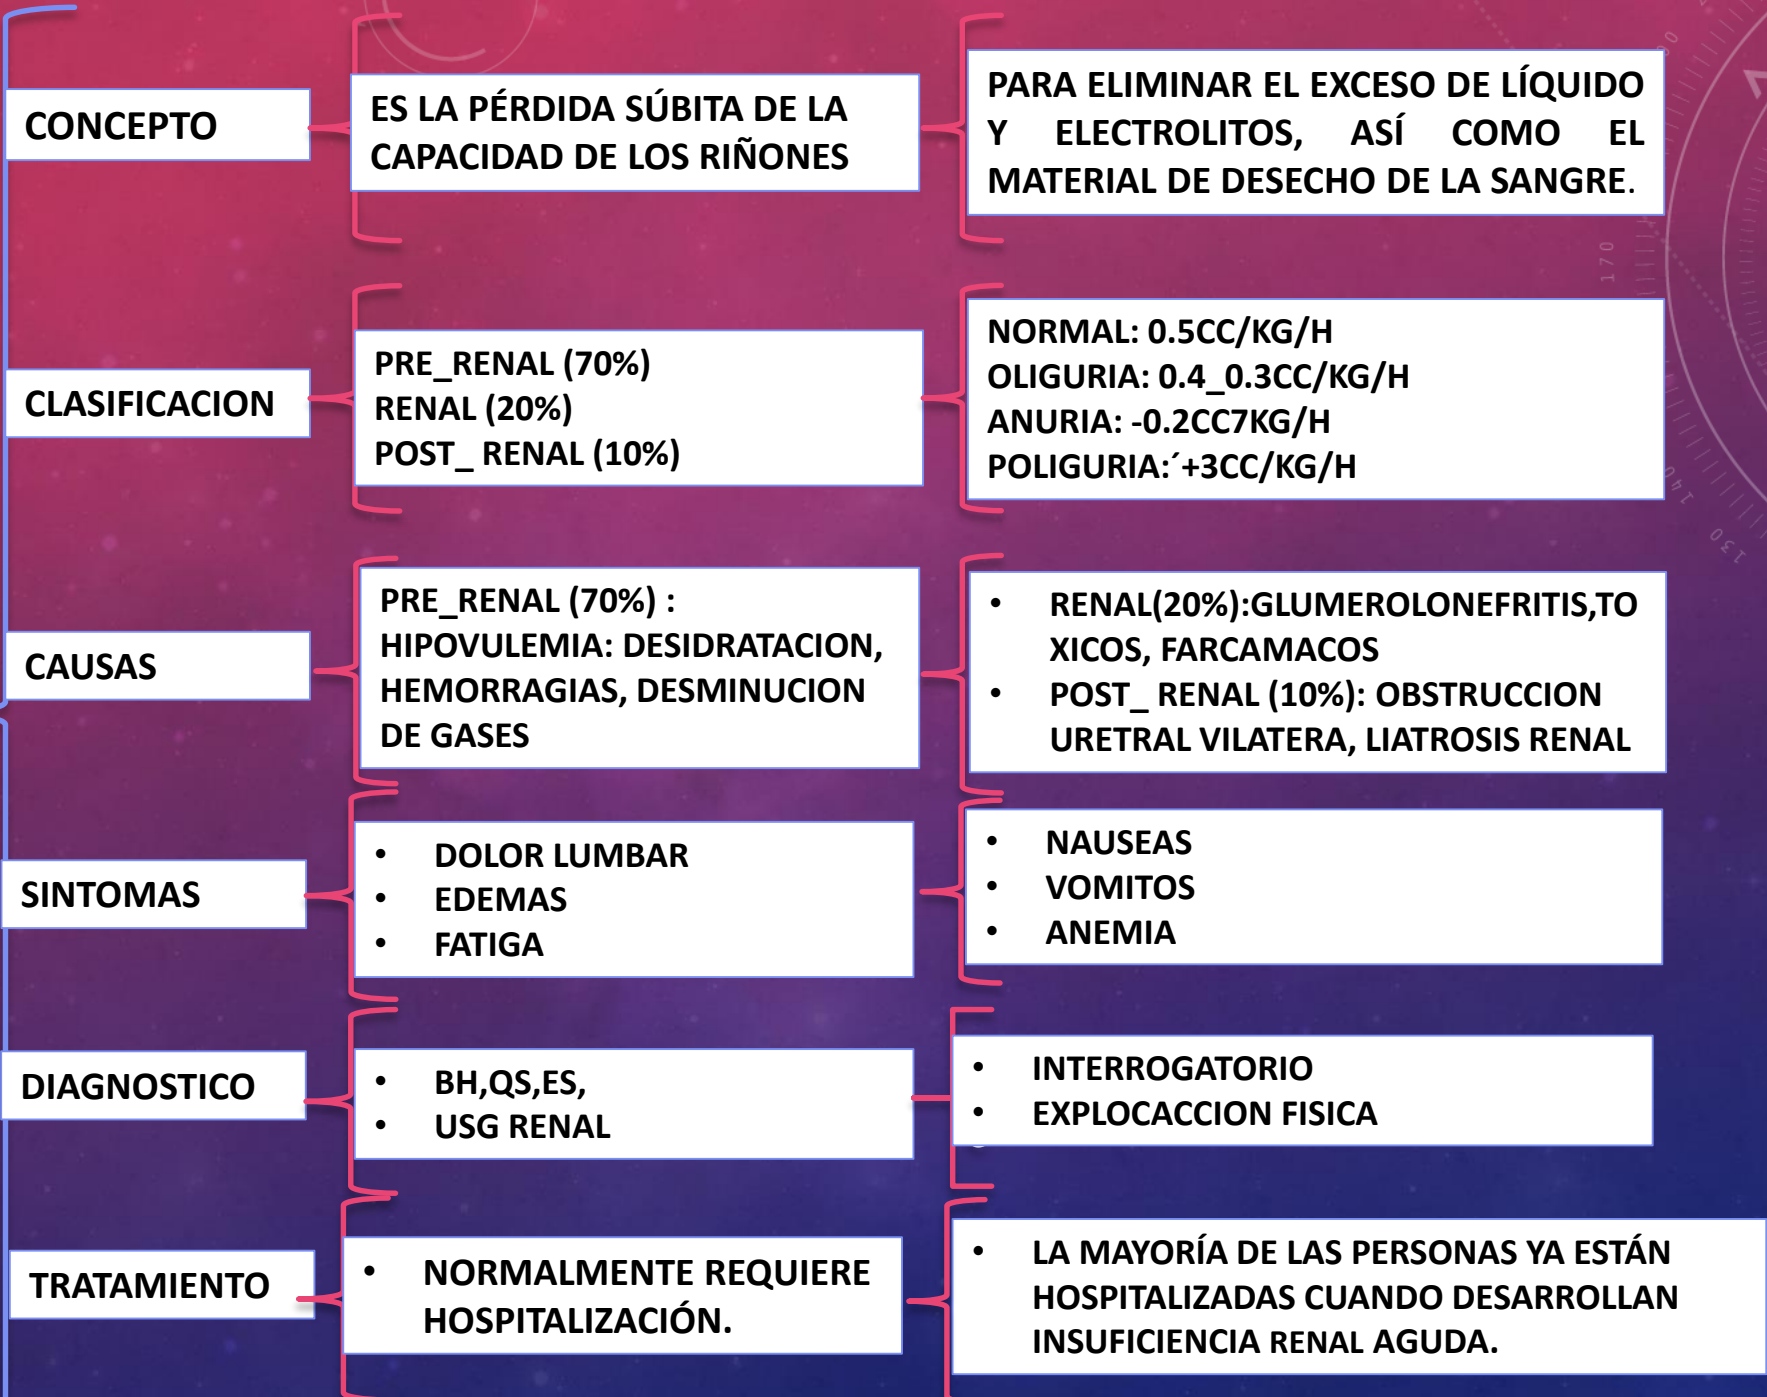 CONCEPTO
ES LA PÉRDIDA SÚBITA DE LA
CAPACIDAD DE LOS RIÑONES
PARA ELIMINAR EL EXCESO DE LÍQUIDO
Y ELECTROLITOS, ASÍ COMO EL
MATERIAL DE DESECHO DE LA SANGRE.
CLASIFICACION
PRE_RENAL (70%)
RENAL (20%)
POST_ RENAL (10%)
NORMAL: 0.5CC/KG/H
OLIGURIA: 0.4_0.3CC/KG/H
ANURIA: -0.2CC7KG/H
POLIGURIA:´+3CC/KG/H
CAUSAS
PRE_RENAL (70%) :
HIPOVULEMIA: DESIDRATACION,
HEMORRAGIAS, DESMINUCION
DE GASES
• RENAL(20%):GLUMEROLONEFRITIS,TO
XICOS, FARCAMACOS
• POST_ RENAL (10%): OBSTRUCCION
URETRAL VILATERA, LIATROSIS RENAL
SINTOMAS
• DOLOR LUMBAR
• EDEMAS
• FATIGA
• NAUSEAS
• VOMITOS
• ANEMIA
DIAGNOSTICO
• BH,QS,ES,
• USG RENAL
• INTERROGATORIO
• EXPLOCACCION FISICA
TRATAMIENTO
• NORMALMENTE REQUIERE
HOSPITALIZACIÓN.
• LA MAYORÍA DE LAS PERSONAS YA ESTÁN
HOSPITALIZADAS CUANDO DESARROLLAN
INSUFICIENCIA RENAL AGUDA.
170
140
130